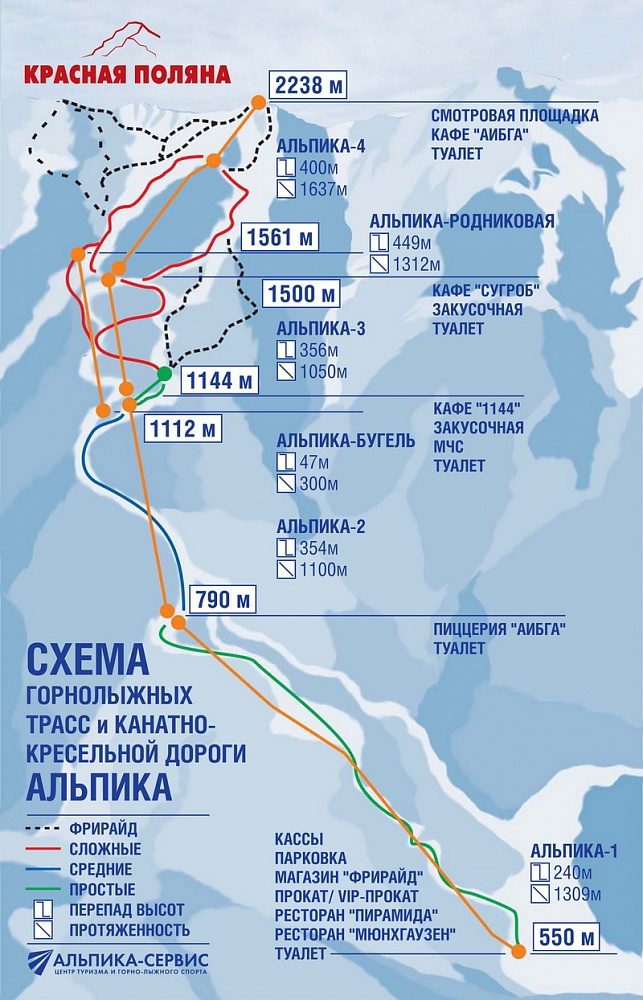 КРАСНАЯ ПОЛЯНА
2238 м
СМОТРОВАЯ ПЛОЩАДКА
КАФЕ "АИБГА"
ТУАЛЕТ
АЛЬПИКА-4
400м
1637м
АЛЬПИКА-РОДНИКОВАЯ
449м
1312м
1561 м
1500 м
КАФЕ "СУГРОБ"
ЗАКУСОЧНАЯ
ТУАЛЕТ
АЛЬПИКА-3
356м
1050м
1144 м
1112 м
КАФЕ "1144"
ЗАКУСОЧНАЯ
МЧС
ТУАЛЕТ
АЛЬПИКА-БУГЕЛЬ
47м
300м
АЛЬПИКА-2
354м
1100м
790 м
ПИЦЦЕРИЯ "АИБГА"
ТУАЛЕТ
СХЕМА
ГОРНОЛЫЖНЫХ
ТРАСС и КАНАТНО-
КРЕСЕЛЬНОЙ ДОРОГИ
АЛЬПИКА
ФРИРАЙД
СЛОЖНЫЕ
СРЕДНИЕ
ПРОСТЫЕ
ПЕРЕПАД ВЫСОТ
ПРОТЯЖЕННОСТЬ
АЛЬПИКА-СЕРВИС
ЦЕНТР ТУРИЗМА И ГОРНО-ЛЫЖНОГО СПОРТА
КАССЫ
ПАРКОВКА
МАГАЗИН "ФРИРАЙД"
ПРОКАТ/ VIP-ПРОКАТ
РЕСТОРАН "ПИРАМИДА"
РЕСТОРАН "МЮНХГАУЗЕН"
ТУАЛЕТ
АЛЬПИКА-1
240м
1309м
550 м